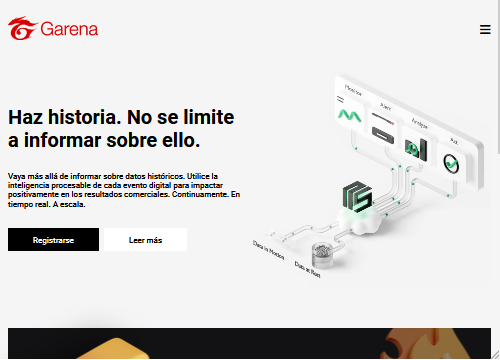 Garena
Haz historia. No se limite
a informar sobre ello.
Vaya más allá de informar sobre datos históricos. Utilice la
inteligencia procesable de cada evento digital para impactar
positivamente en los resultados comerciales. Continuamente. En
tiempo real. A escala.
Registrarse
Leer más
Monitor
Alert
Analyze
Act
Data in Motion
Data at Rest